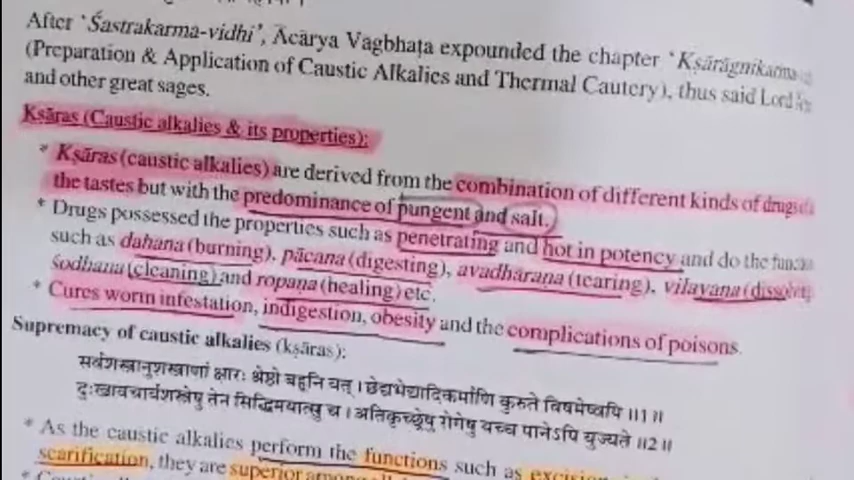 After 'Śastrakarma-vidhi', Ācārya Vagbhaṭa expounded the chapter 'Kṣārāgnikarma
(Preparation & Application of Caustic Alkalies and Thermal Cautery), thus said Lord
and other great sages.
Kṣāras (Caustic alkalies & its properties):
* Kṣāras (caustic alkalies) are derived from the combination of different kinds of drugs
the tastes but with the predominance of pungent and salt.
* Drugs possessed the properties such as penetrating and hot in potency and do the
such as dahana (burning), pācana (digesting), avadhāraṇa (tearing), vilayana
śodhana (cleaning) and ropaṇa (healing) etc.
* Cures worm infestation, indigestion, obesity and the complications of poisons.
Supremacy of caustic alkalies (kṣāras):
सर्वशस्त्रानुशस्त्राणां क्षारः श्रेष्ठो बहूनि यत् । छेद्यभेद्यादिकर्माणि कुरुते विषमेष्वपि ॥1॥
दुःखावचार्यशस्त्रेषु तेन सिद्धिमयात्सु च । अतिकृच्छ्रेषु रोगेषु यच्च पानेऽपि युज्यते ॥2॥
* As the caustic alkalies perform the functions such as
scarification, they are superior